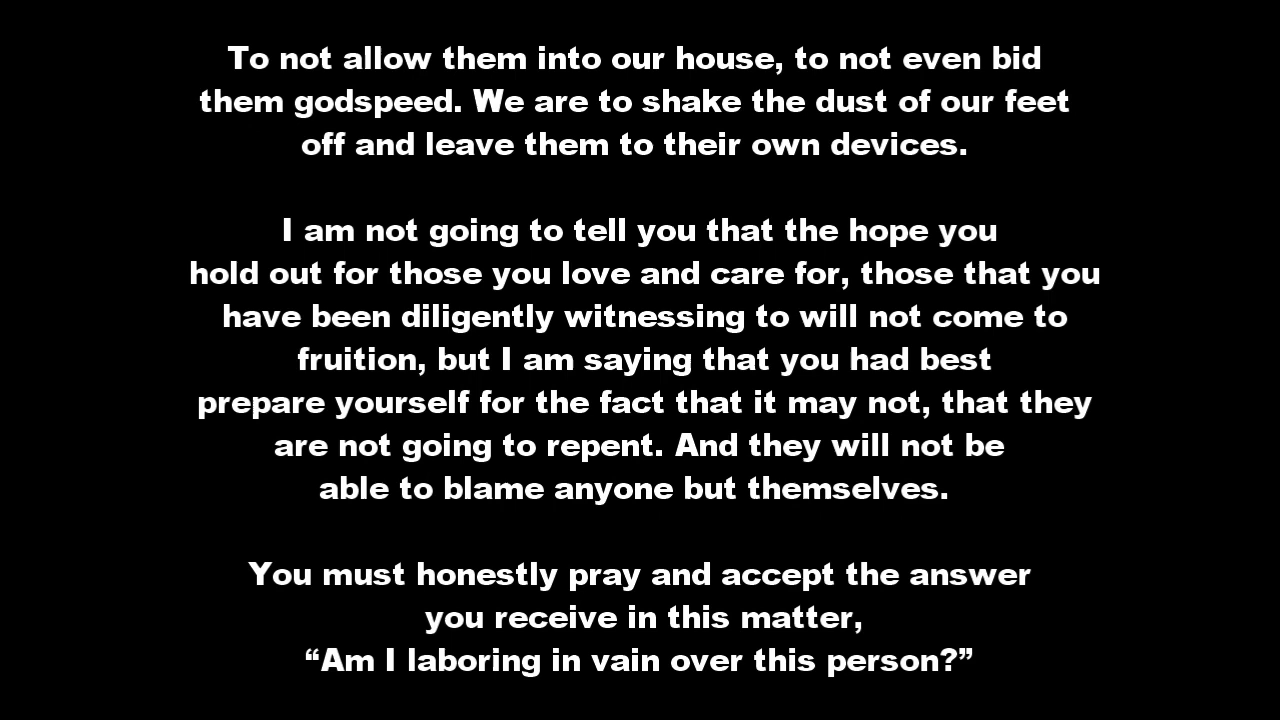 To not allow them into our house, to not even bid
them godspeed. We are to shake the dust of our feet
off and leave them to their own devices.
I am not going to tell you that the hope you
hold out for those you love and care for, those that you
have been diligently witnessing to will not come to
fruition, but I am saying that you had best
prepare yourself for the fact that it may not, that they
are not going to repent. And they will not be
able to blame anyone but themselves.
You must honestly pray and accept the answer
you receive in this matter,
“Am I laboring in vain over this person?”